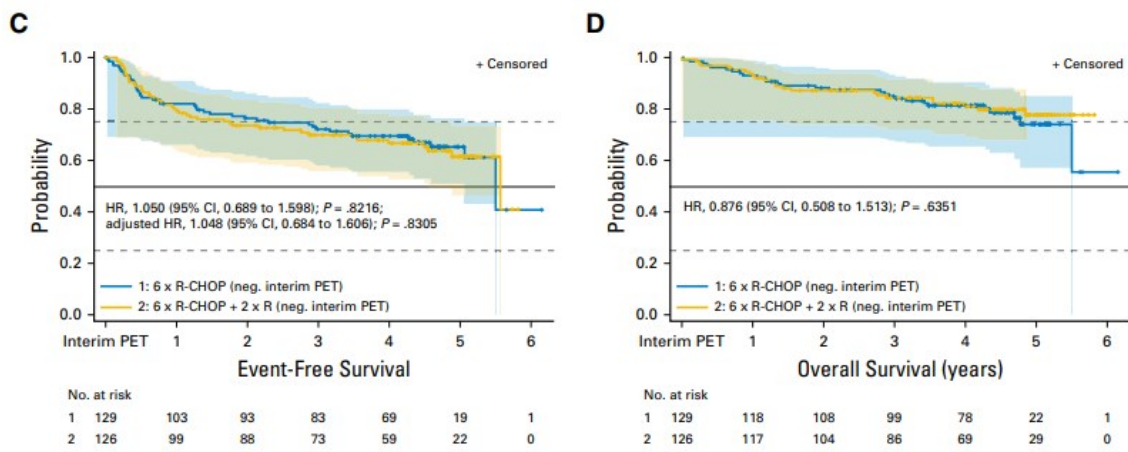 C
1.0
0.8
0.6
0.4
0.2
0.0
Probability
+ Censored
HR, 1.050 (95% CI, 0.689 to 1.598); P = .8216;
adjusted HR, 1.048 (95% CI, 0.684 to 1.606); P = .8305
1: 6 x R-CHOP (neg. interim PET)
2: 6 x R-CHOP + 2 x R (neg. interim PET)
Interim PET 1 2 3 4 5 6
Event-Free Survival
No. at risk
1 129 103 93 83 69 19 1
2 126 99 88 73 59 22 0
D
1.0
0.8
0.6
0.4
0.2
0.0
Probability
+ Censored
HR, 0.876 (95% CI, 0.508 to 1.513); P = .6351
1: 6 x R-CHOP (neg. interim PET)
2: 6 x R-CHOP + 2 x R (neg. interim PET)
Interim PET 1 2 3 4 5 6
Overall Survival (years)
No. at risk
1 129 118 108 99 78 22 1
2 126 117 104 86 69 29 0